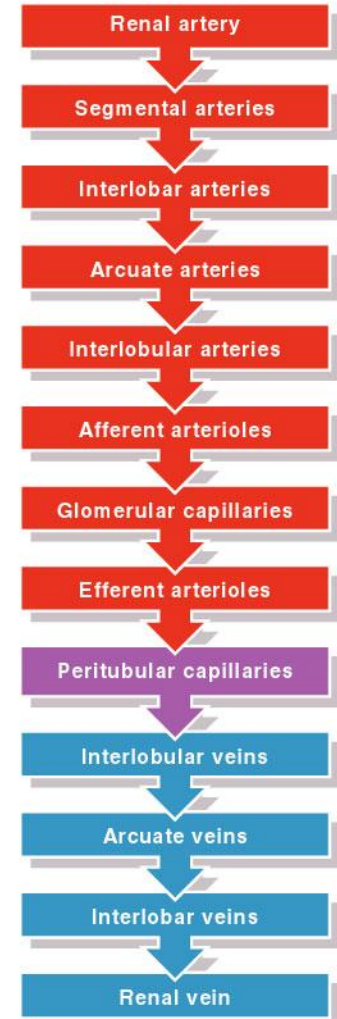 Renal artery
Segmental arteries
Interlobar arteries
Arcuate arteries
Interlobular arteries
Afferent arterioles
Glomerular capillaries
Efferent arterioles
Peritubular capillaries
Interlobular veins
Arcuate veins
Interlobar veins
Renal vein